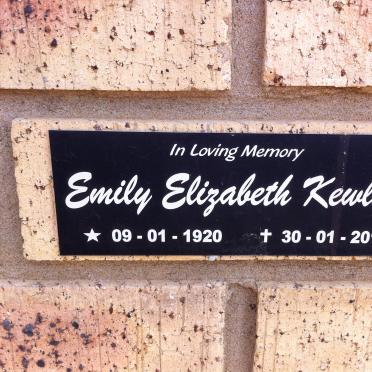 In Loving Memory
Emily Elizabeth
★ 09-01-1920 ✝ 30-01-